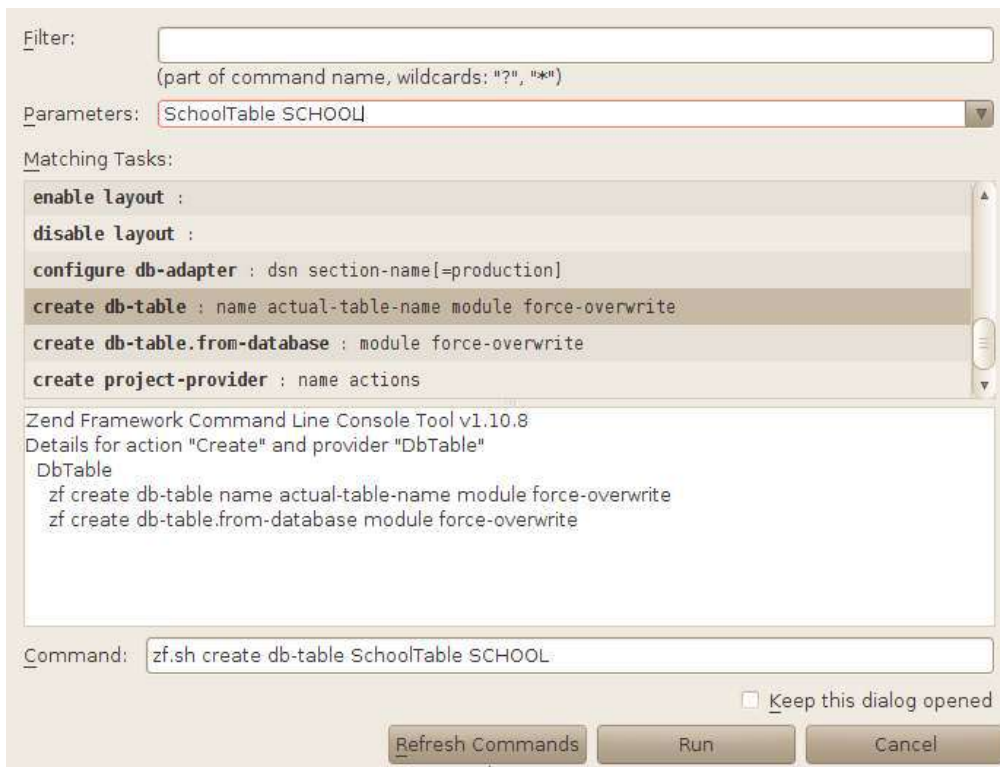 Filter:
(part of command name, wildcards: "?", "*")
Parameters: SchoolTable SCHOOL
Matching Tasks:
enable layout :
disable layout :
configure db-adapter : dsn section-name[=production]
create db-table : name actual-table-name module force-overwrite
create db-table.from-database : module force-overwrite
create project-provider : name actions
Zend Framework Command Line Console Tool v1.10.8
Details for action "Create" and provider "DbTable"
DbTable
zf create db-table name actual-table-name module force-overwrite
zf create db-table.from-database module force-overwrite
Command: zf.sh create db-table SchoolTable SCHOOL
Keep this dialog opened
Refresh Commands Run Cancel